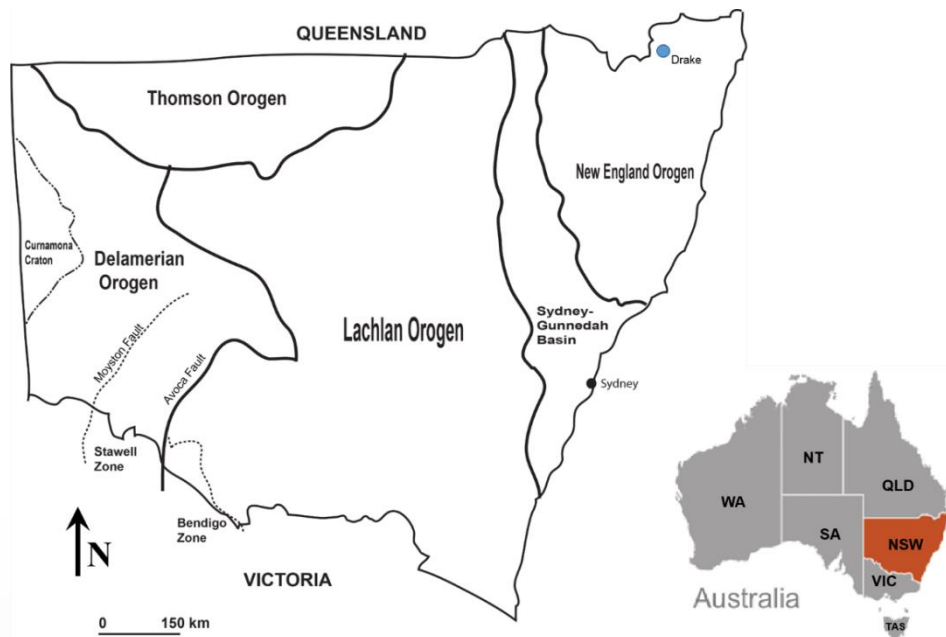 QUEENSLAND
Drake
Thomson Orogen
New England Orogen
Curnamona
Craton
Delamerian
Orogen
Moyston Fault
Avoca Fault
Lachlan Orogen
Sydney-
Gunnedah
Basin
Sydney
Stawell
Zone
Bendigo
Zone
N
VICTORIA
0 150 km
NT
QLD
WA
SA
NSW
VIC
Australia
TAS